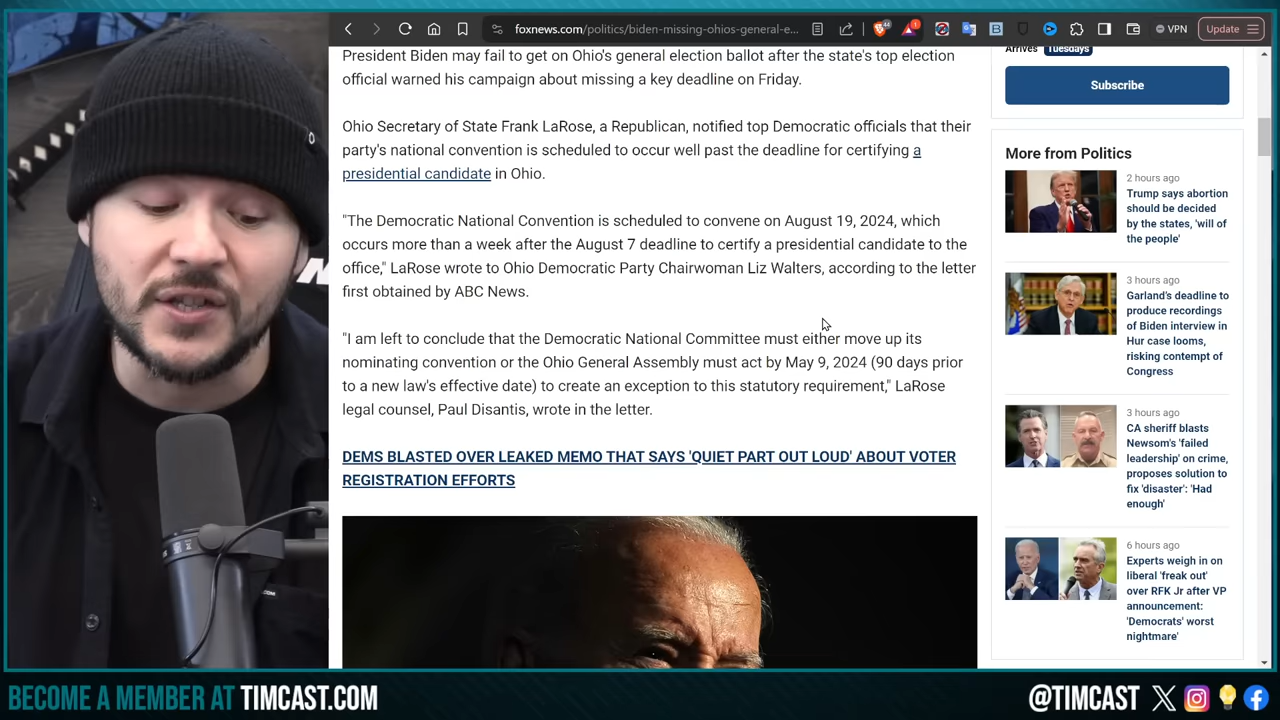 foxnews.com/politics/biden-missing-ohios-general-e...
VPN
Update
President Biden may fail to get on Ohio's general election ballot after the state's top election
official warned his campaign about missing a key deadline on Friday.
Ohio Secretary of State Frank LaRose, a Republican, notified top Democratic officials that their
party's national convention is scheduled to occur well past the deadline for certifying a
presidential candidate in Ohio.
"The Democratic National Convention is scheduled to convene on August 19, 2024, which
occurs more than a week after the August 7 deadline to certify a presidential candidate to the
office," LaRose wrote to Ohio Democratic Party Chairwoman Liz Walters, according to the letter
first obtained by ABC News.
"I am left to conclude that the Democratic National Committee must either move up its
nominating convention or the Ohio General Assembly must act by May 9, 2024 (90 days prior
to a new law's effective date) to create an exception to this statutory requirement," LaRose
legal counsel, Paul Disantis, wrote in the letter.
DEMS BLASTED OVER LEAKED MEMO THAT SAYS 'QUIET PART OUT LOUD' ABOUT VOTER
REGISTRATION EFFORTS
Arrives Tuesdays
Subscribe
More from Politics
2 hours ago
Trump says abortion
should be decided
by the states, 'will of
the people'
3 hours ago
Garland's deadline to
produce recordings
of Biden interview in
Hur case looms,
risking contempt of
Congress
3 hours ago
CA sheriff blasts
Newsom's 'failed
leadership' on crime,
proposes solution to
fix 'disaster': 'Had
enough'
6 hours ago
Experts weigh in on
liberal 'freak out'
over RFK Jr after VP
announcement:
'Democrats' worst
nightmare'
BECOME A MEMBER AT TIMCAST.COM
@TIMCAST